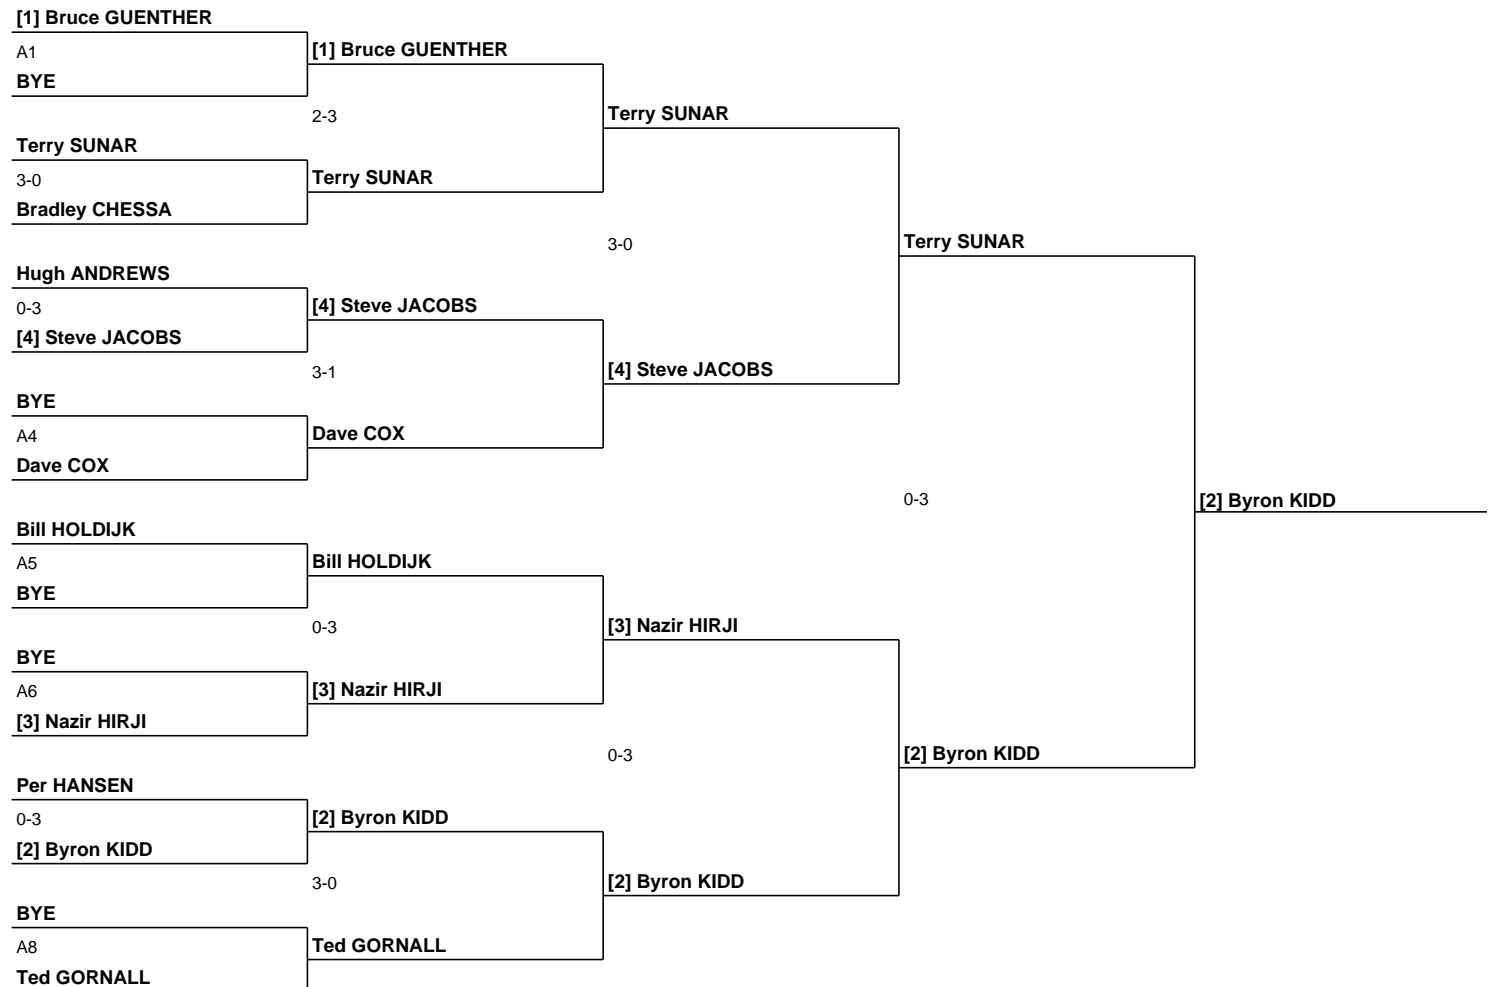 [1] Bruce GUENTHER
A1
[1] Bruce GUENTHER
BYE
2-3
Terry SUNAR
Terry SUNAR
3-0
Terry SUNAR
Bradley CHESSA
3-0
Terry SUNAR
Hugh ANDREWS
0-3
[4] Steve JACOBS
[4] Steve JACOBS
3-1
[4] Steve JACOBS
BYE
A4
Dave COX
Dave COX
0-3
[2] Byron KIDD
Bill HOLDIJK
A5
Bill HOLDIJK
BYE
0-3
[3] Nazir HIRJI
BYE
A6
[3] Nazir HIRJI
[3] Nazir HIRJI
0-3
[2] Byron KIDD
Per HANSEN
0-3
[2] Byron KIDD
[2] Byron KIDD
3-0
[2] Byron KIDD
BYE
A8
Ted GORNALL
Ted GORNALL